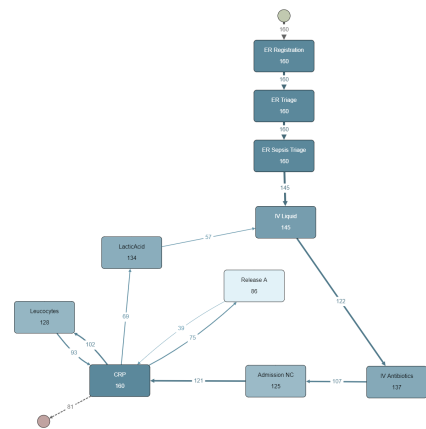 160
ER Registration
160
160
ER Triage
160
160
ER Sepsis Triage
160
145
IV Liquid
145
57
LacticAcid
134
122
Release A
86
69
39
75
Leucocytes
128
102
93
CRP
160
121
Admission NC
125
107
IV Antibiotics
137
81